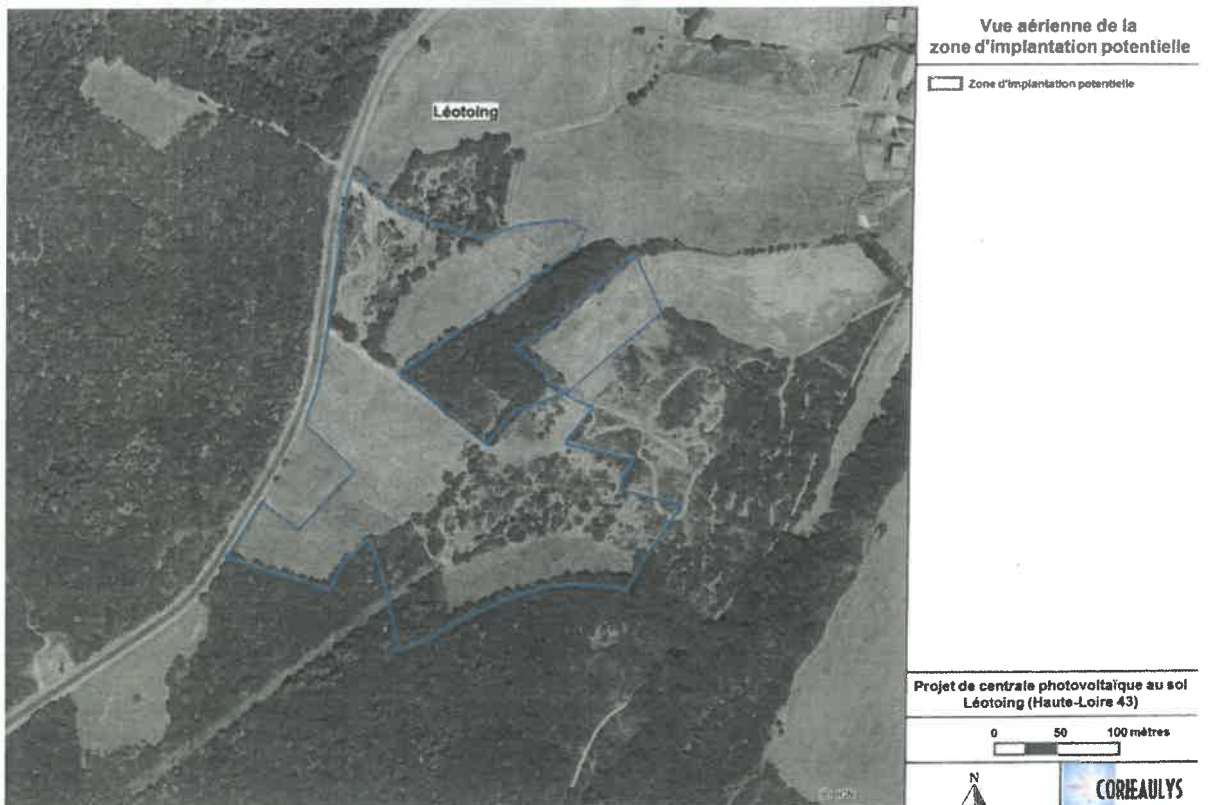 Vue aérienne de la
zone d'implantation potentielle
Zone d'implantation potentielle
Léotoing
Projet de centrale photovoltaïque au sol
Léotoing (Haute-Loire 43)
0 50 100 mètres
N
CORIEAULYS
© IGN